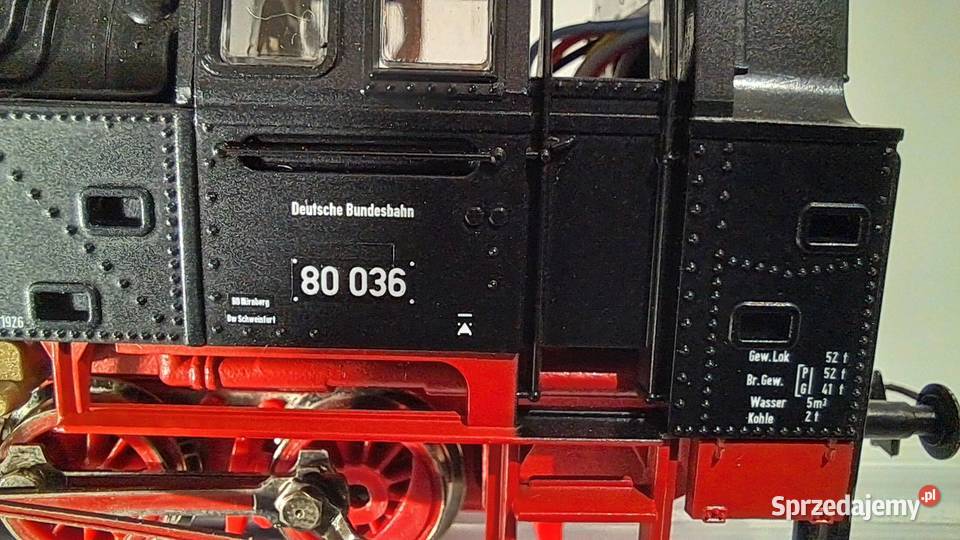 Deutsche Bundesbahn
80 036
BD Nürnberg
Bw Schweinfurt
1926
Gew.Lok 52 t
Br.Gew. P 52 t
G 41 t
Wasser 5m³
Kohle 2 t
Sprzedajemy.pl